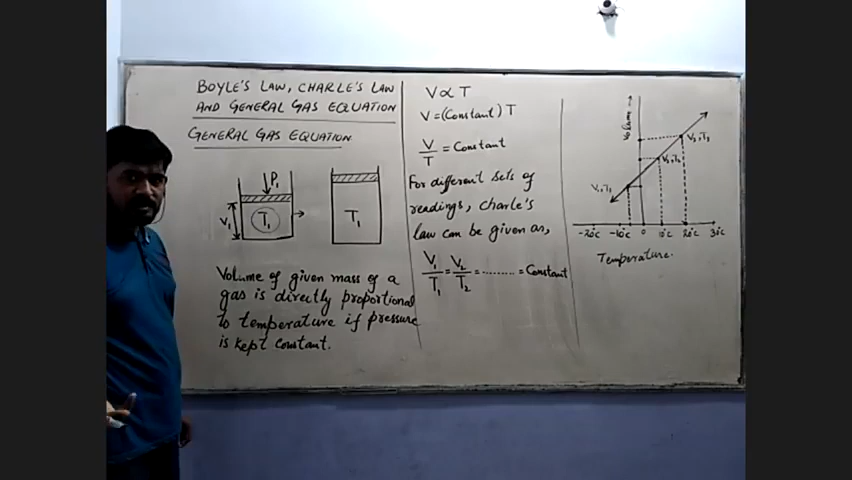 BOYLE'S LAW, CHARLE'S LAW
AND GENERAL GAS EQUATION
GENERAL GAS EQUATION
P₁
V₁
T₁
T₁
Volume of given mass of a
gas is directly proportional
to temperature if pressure
is kept constant.
V ∝ T
V = (Constant) T
V/T = Constant
For different sets of
readings, Charle's
law can be given as,
V₁/T₁ = V₂/T₂ = ......... = Constant
Volume →
V₃,T₃
V₂,T₂
V₁,T₁
-20°C -10°C 0 10°C 20°C 30°C
Temperature.